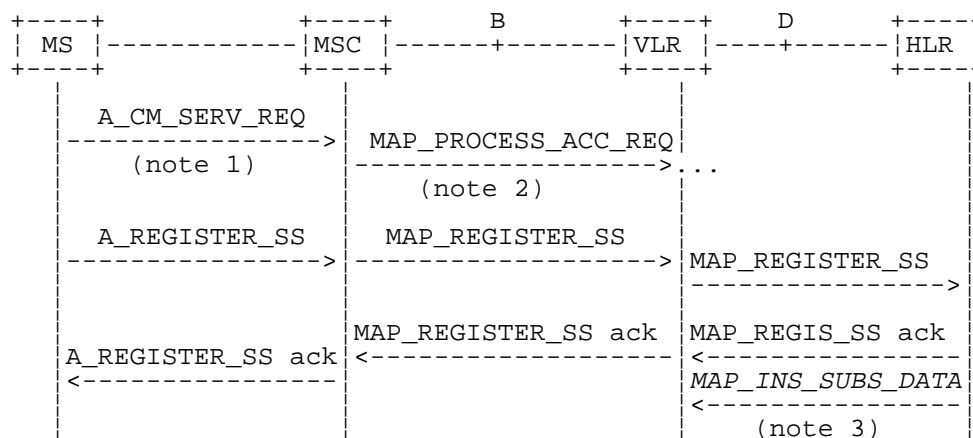 B D
MS MSC VLR HLR
A_CM_SERV_REQ
MAP_PROCESS_ACC_REQ
(note 1)
...
(note 2)
A_REGISTER_SS MAP_REGISTER_SS
MAP_REGISTER_SS
MAP_REGISTER_SS ack MAP_REGIS_SS ack
A_REGISTER_SS ack
MAP_INS_SUBS_DATA
(note 3)